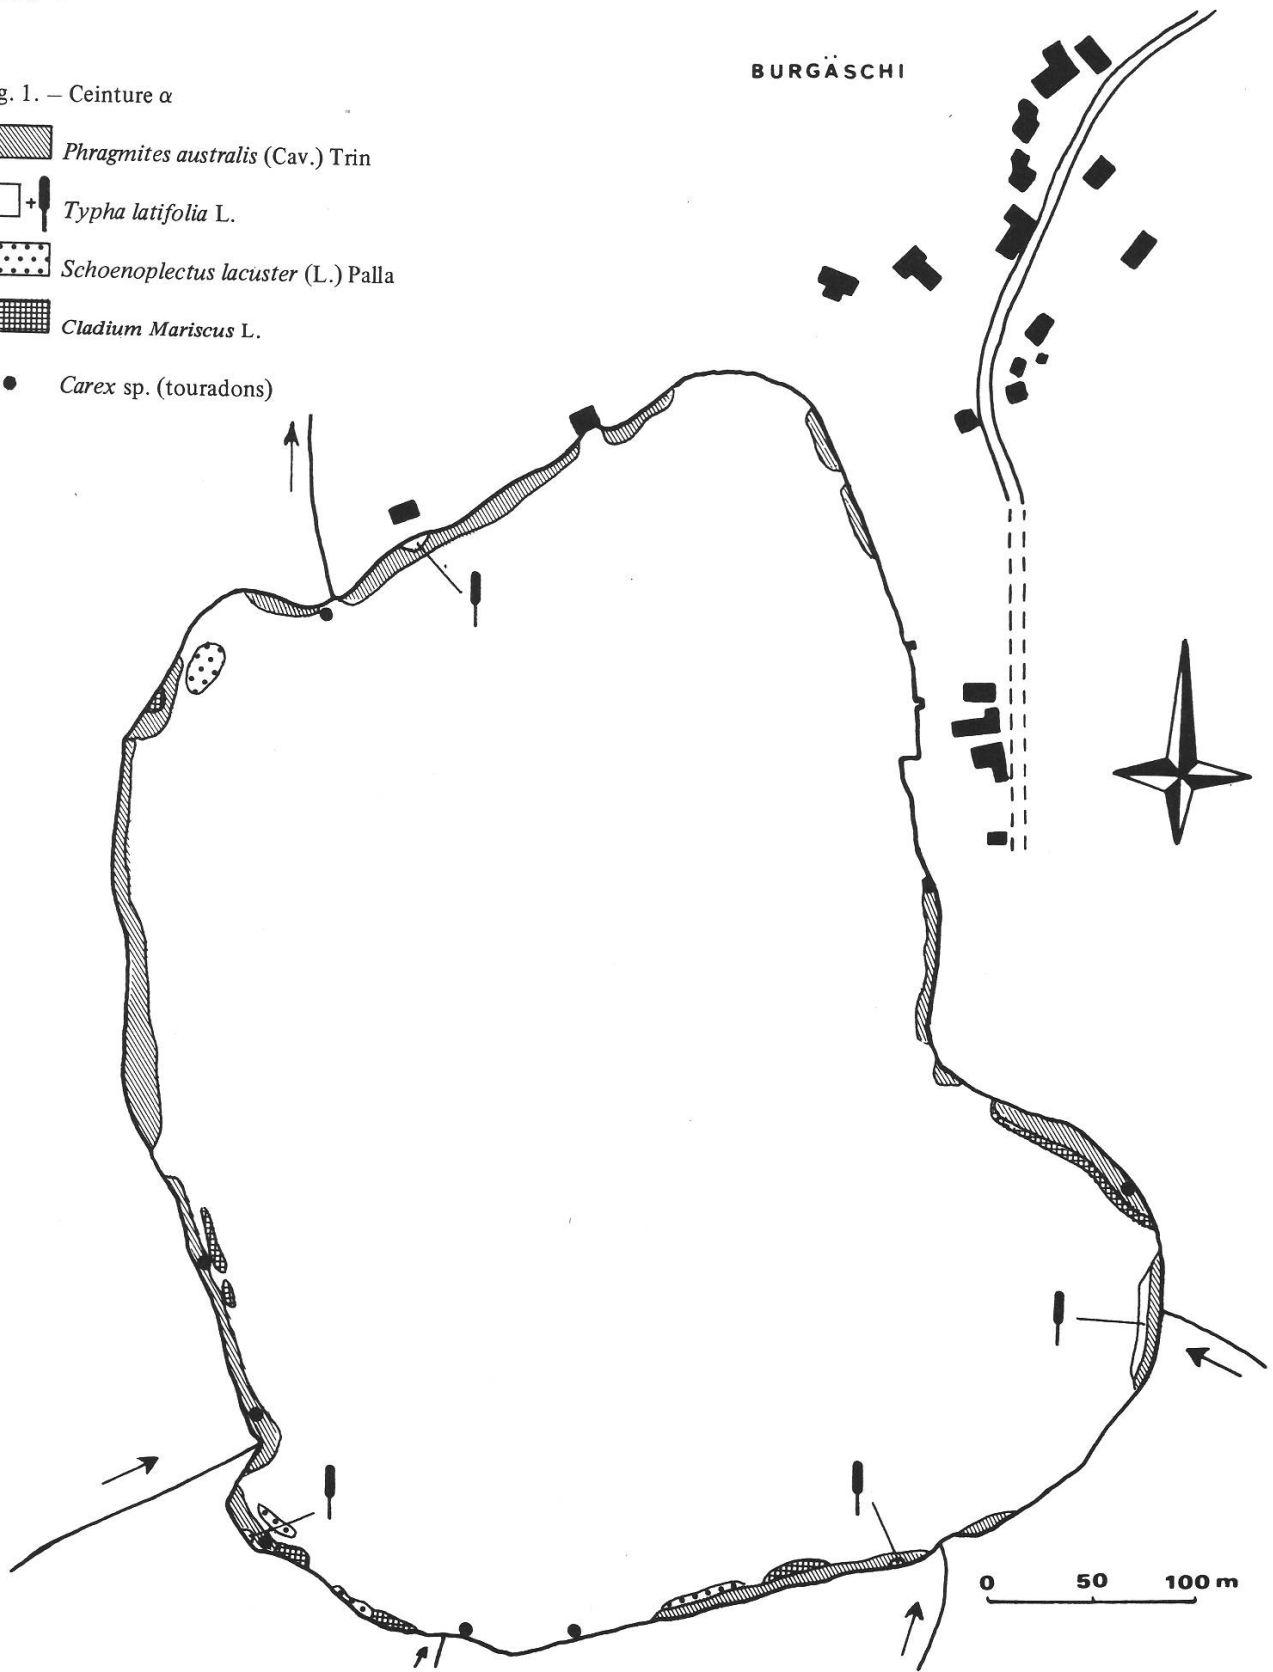 BURGÄSCHI
g. 1. — Ceinture α
Phragmites australis (Cav.) Trin
+ Typha latifolia L.
Schoenoplectus lacuster (L.) Palla
Cladium Mariscus L.
Carex sp. (touradons)
0 50 100 m